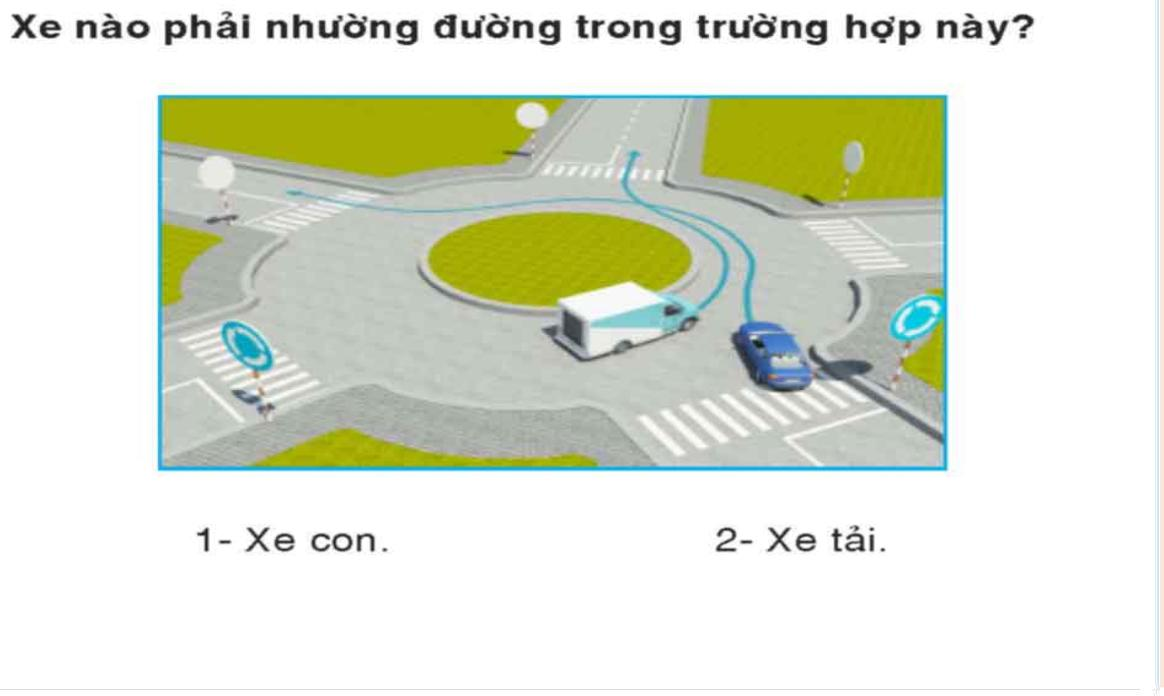 Xe nào phải nhường đường trong trường hợp này?
1- Xe con.
2- Xe tải.